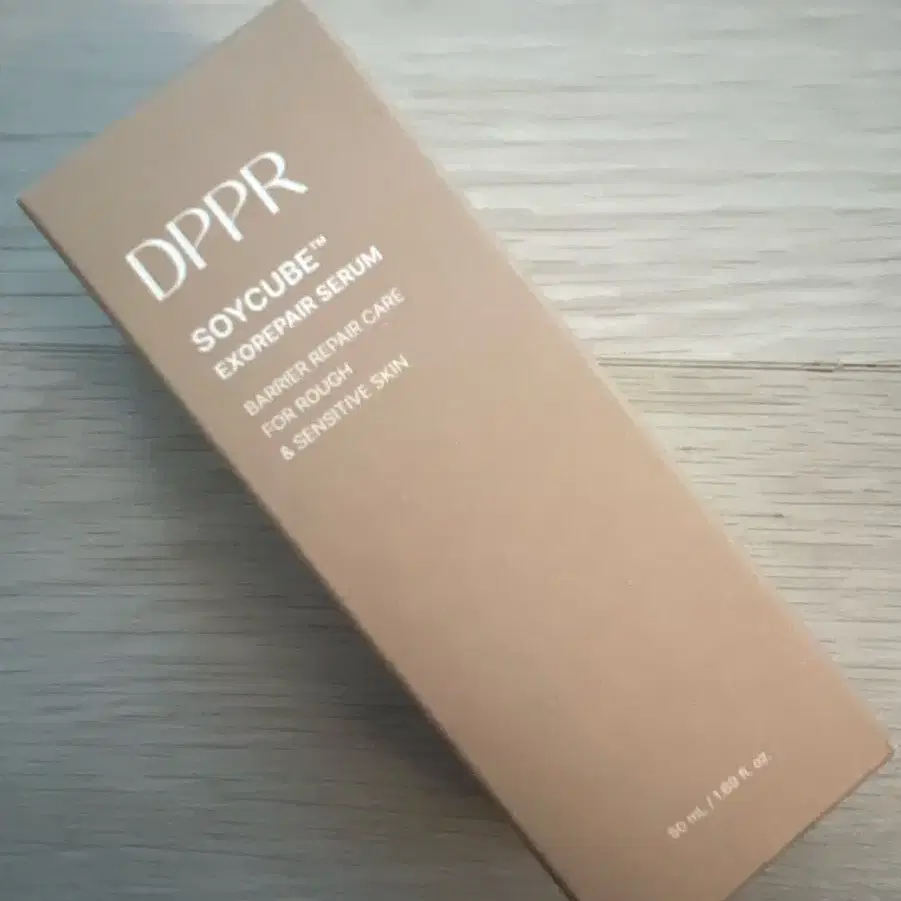 DPPR
SOYCUBE™
EXOREPAIR SERUM
BARRIER REPAIR CARE
FOR ROUGH
& SENSITIVE SKIN
50 mL / 1.69 fl. oz.